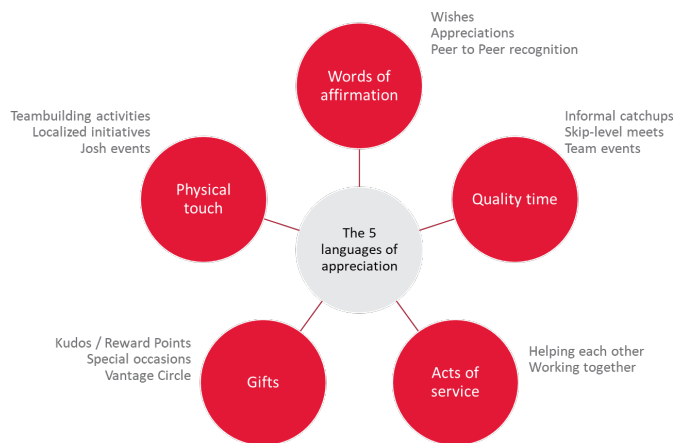 Wishes
Appreciations
Peer to Peer recognition
Words of
affirmation
Teambuilding activities
Localized initiatives
Josh events
Informal catchups
Skip-level meets
Team events
Physical
touch
Quality time
The 5
languages of
appreciation
Kudos / Reward Points
Special occasions
Vantage Circle
Gifts
Acts of
service
Helping each other
Working together